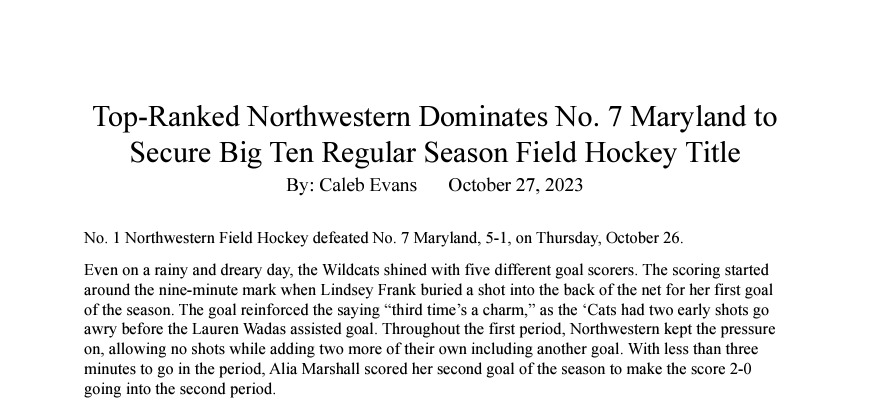 Top-Ranked Northwestern Dominates No. 7 Maryland to
Secure Big Ten Regular Season Field Hockey Title
By: Caleb Evans October 27, 2023
No. 1 Northwestern Field Hockey defeated No. 7 Maryland, 5-1, on Thursday, October 26.
Even on a rainy and dreary day, the Wildcats shined with five different goal scorers. The scoring started
around the nine-minute mark when Lindsey Frank buried a shot into the back of the net for her first goal
of the season. The goal reinforced the saying “third time’s a charm,” as the ‘Cats had two early shots go
awry before the Lauren Wadas assisted goal. Throughout the first period, Northwestern kept the pressure
on, allowing no shots while adding two more of their own including another goal. With less than three
minutes to go in the period, Alia Marshall scored her second goal of the season to make the score 2-0
going into the second period.